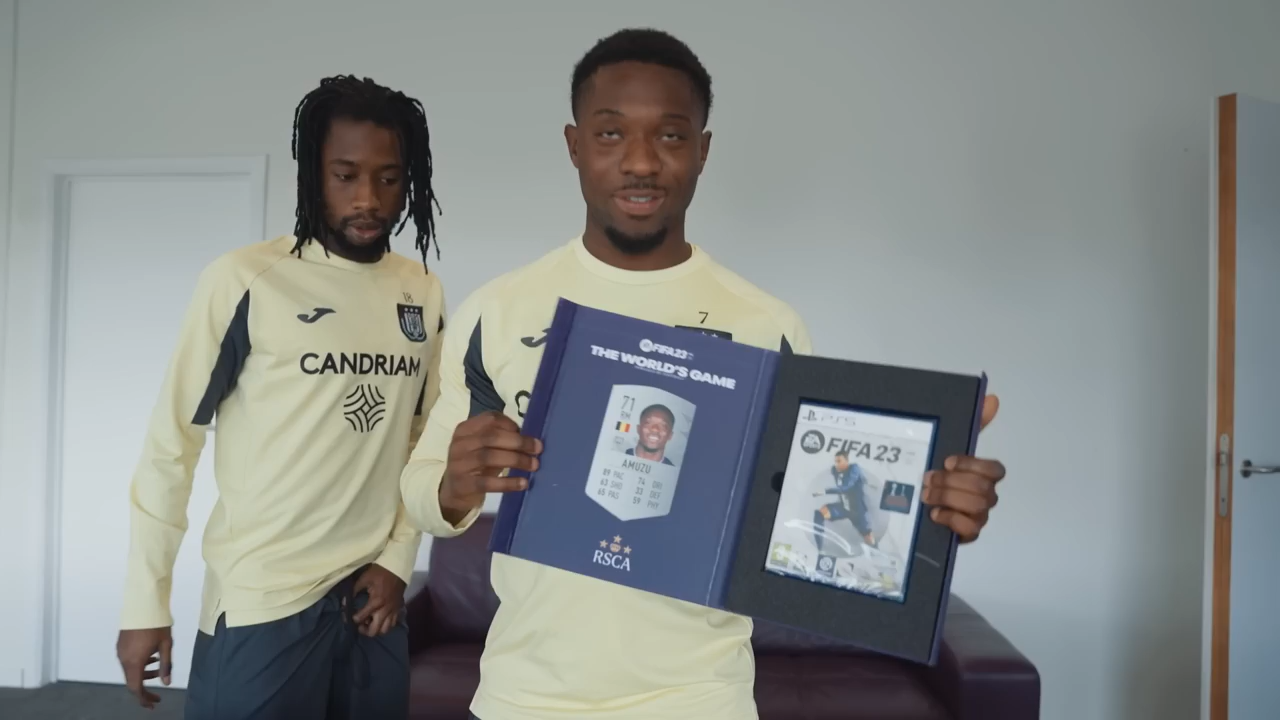 18
CANDRIAM
7
FIFA 23
THE WORLD'S GAME
71
RM
AMUZU
89 PAC 74 DRI
63 SHO 33 DEF
65 PAS 59 PHY
RSCA
PS5
FIFA 23